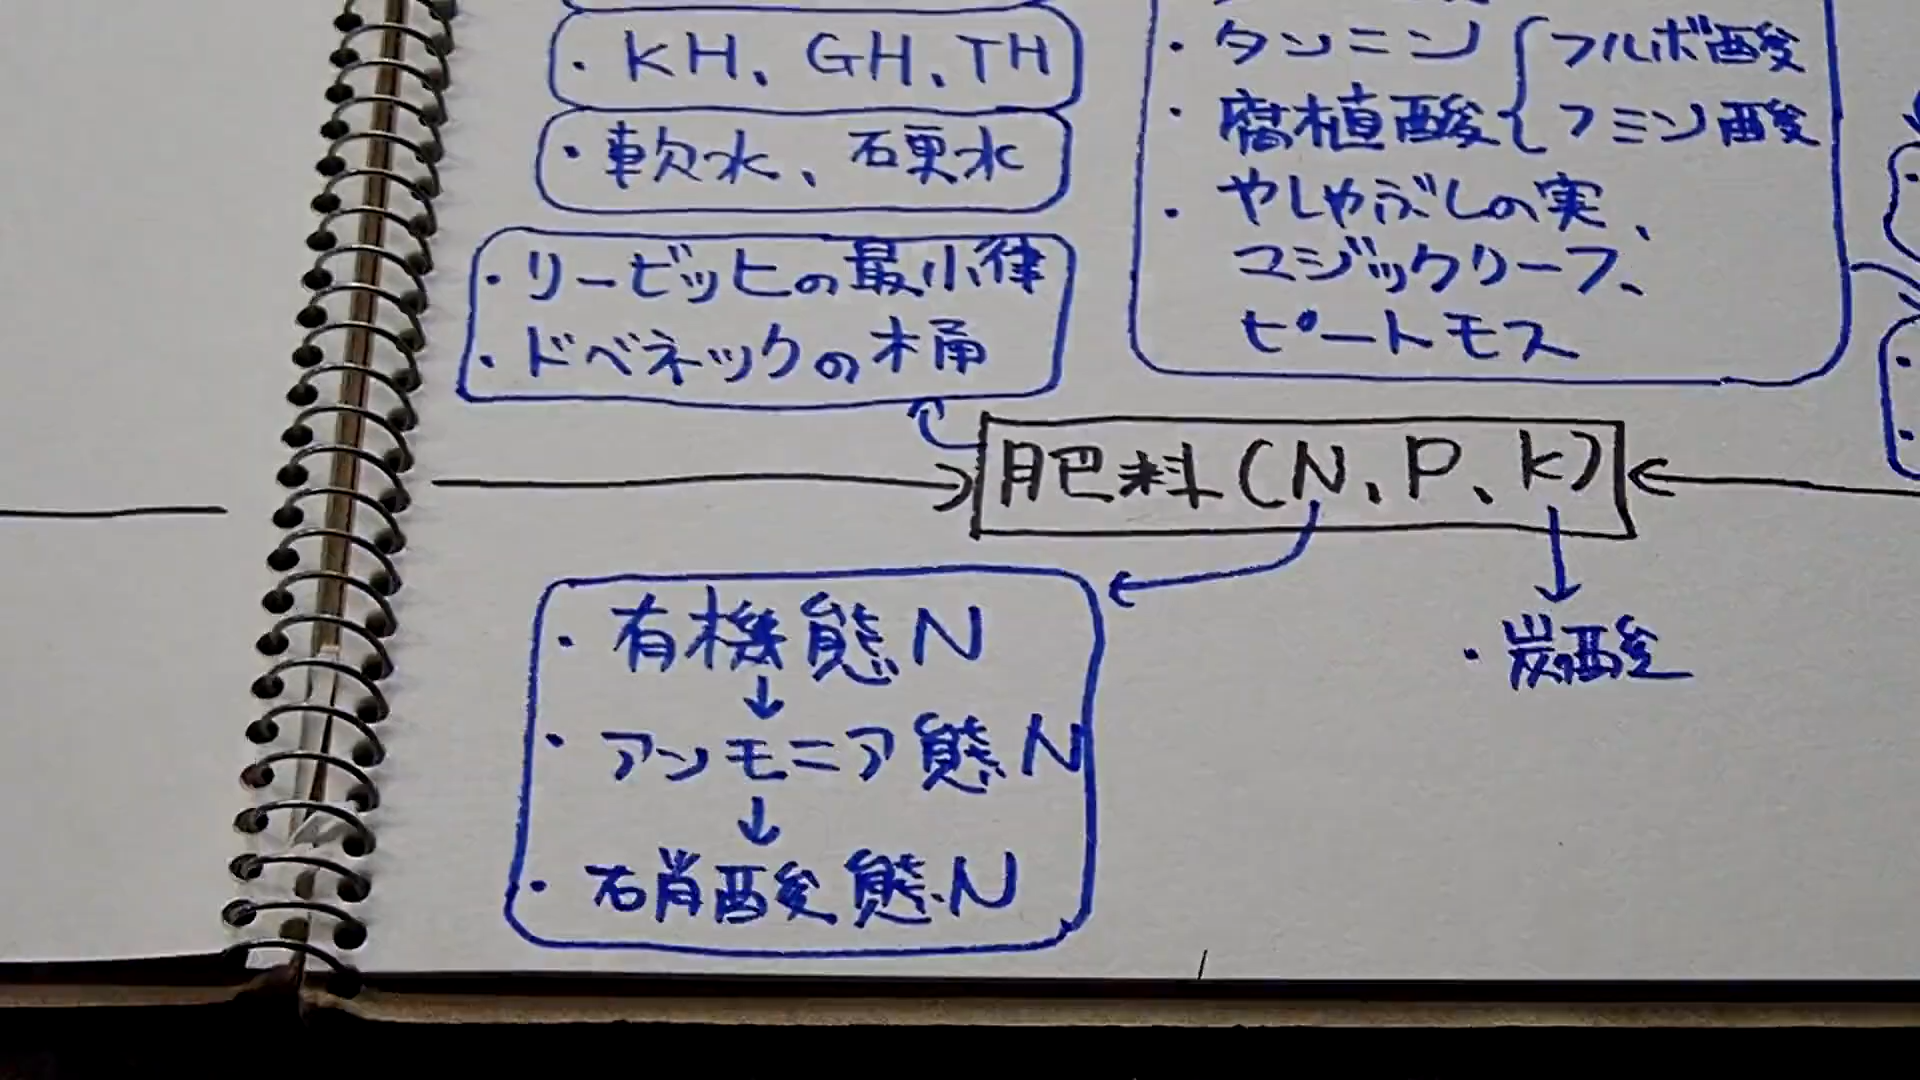 ・KH、GH、TH
・軟水、硬水
・リービッヒの最小律
・ドベネックの桶
・タンニン{フルボ酸
・腐植酸{フミン酸
・やしゃぶしの実、
マジックリーフ、
ピートモス
肥料(N、P、K)
・有機態N
↓
・アンモニア態N
↓
・硝酸態N
・炭酸